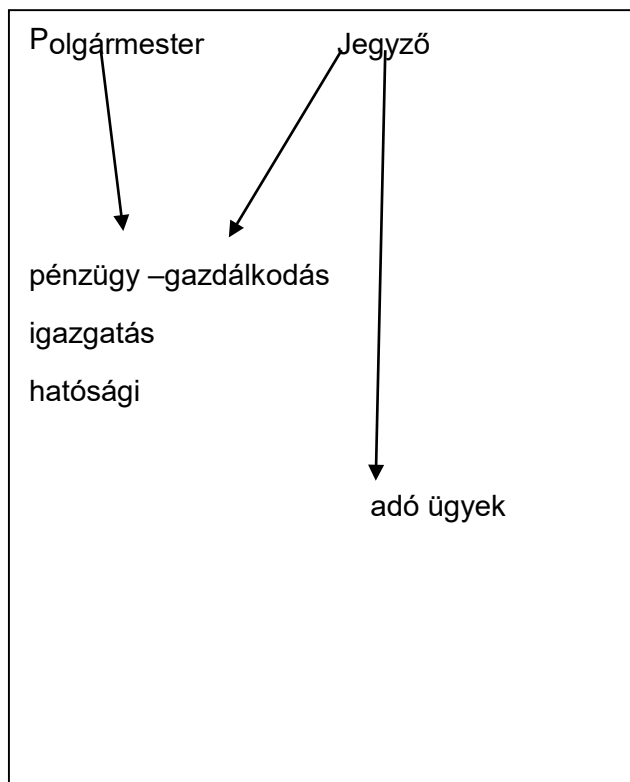 Polgármester Jegyző
pénzügy –gazdálkodás
igazgatás
hatósági
adó ügyek